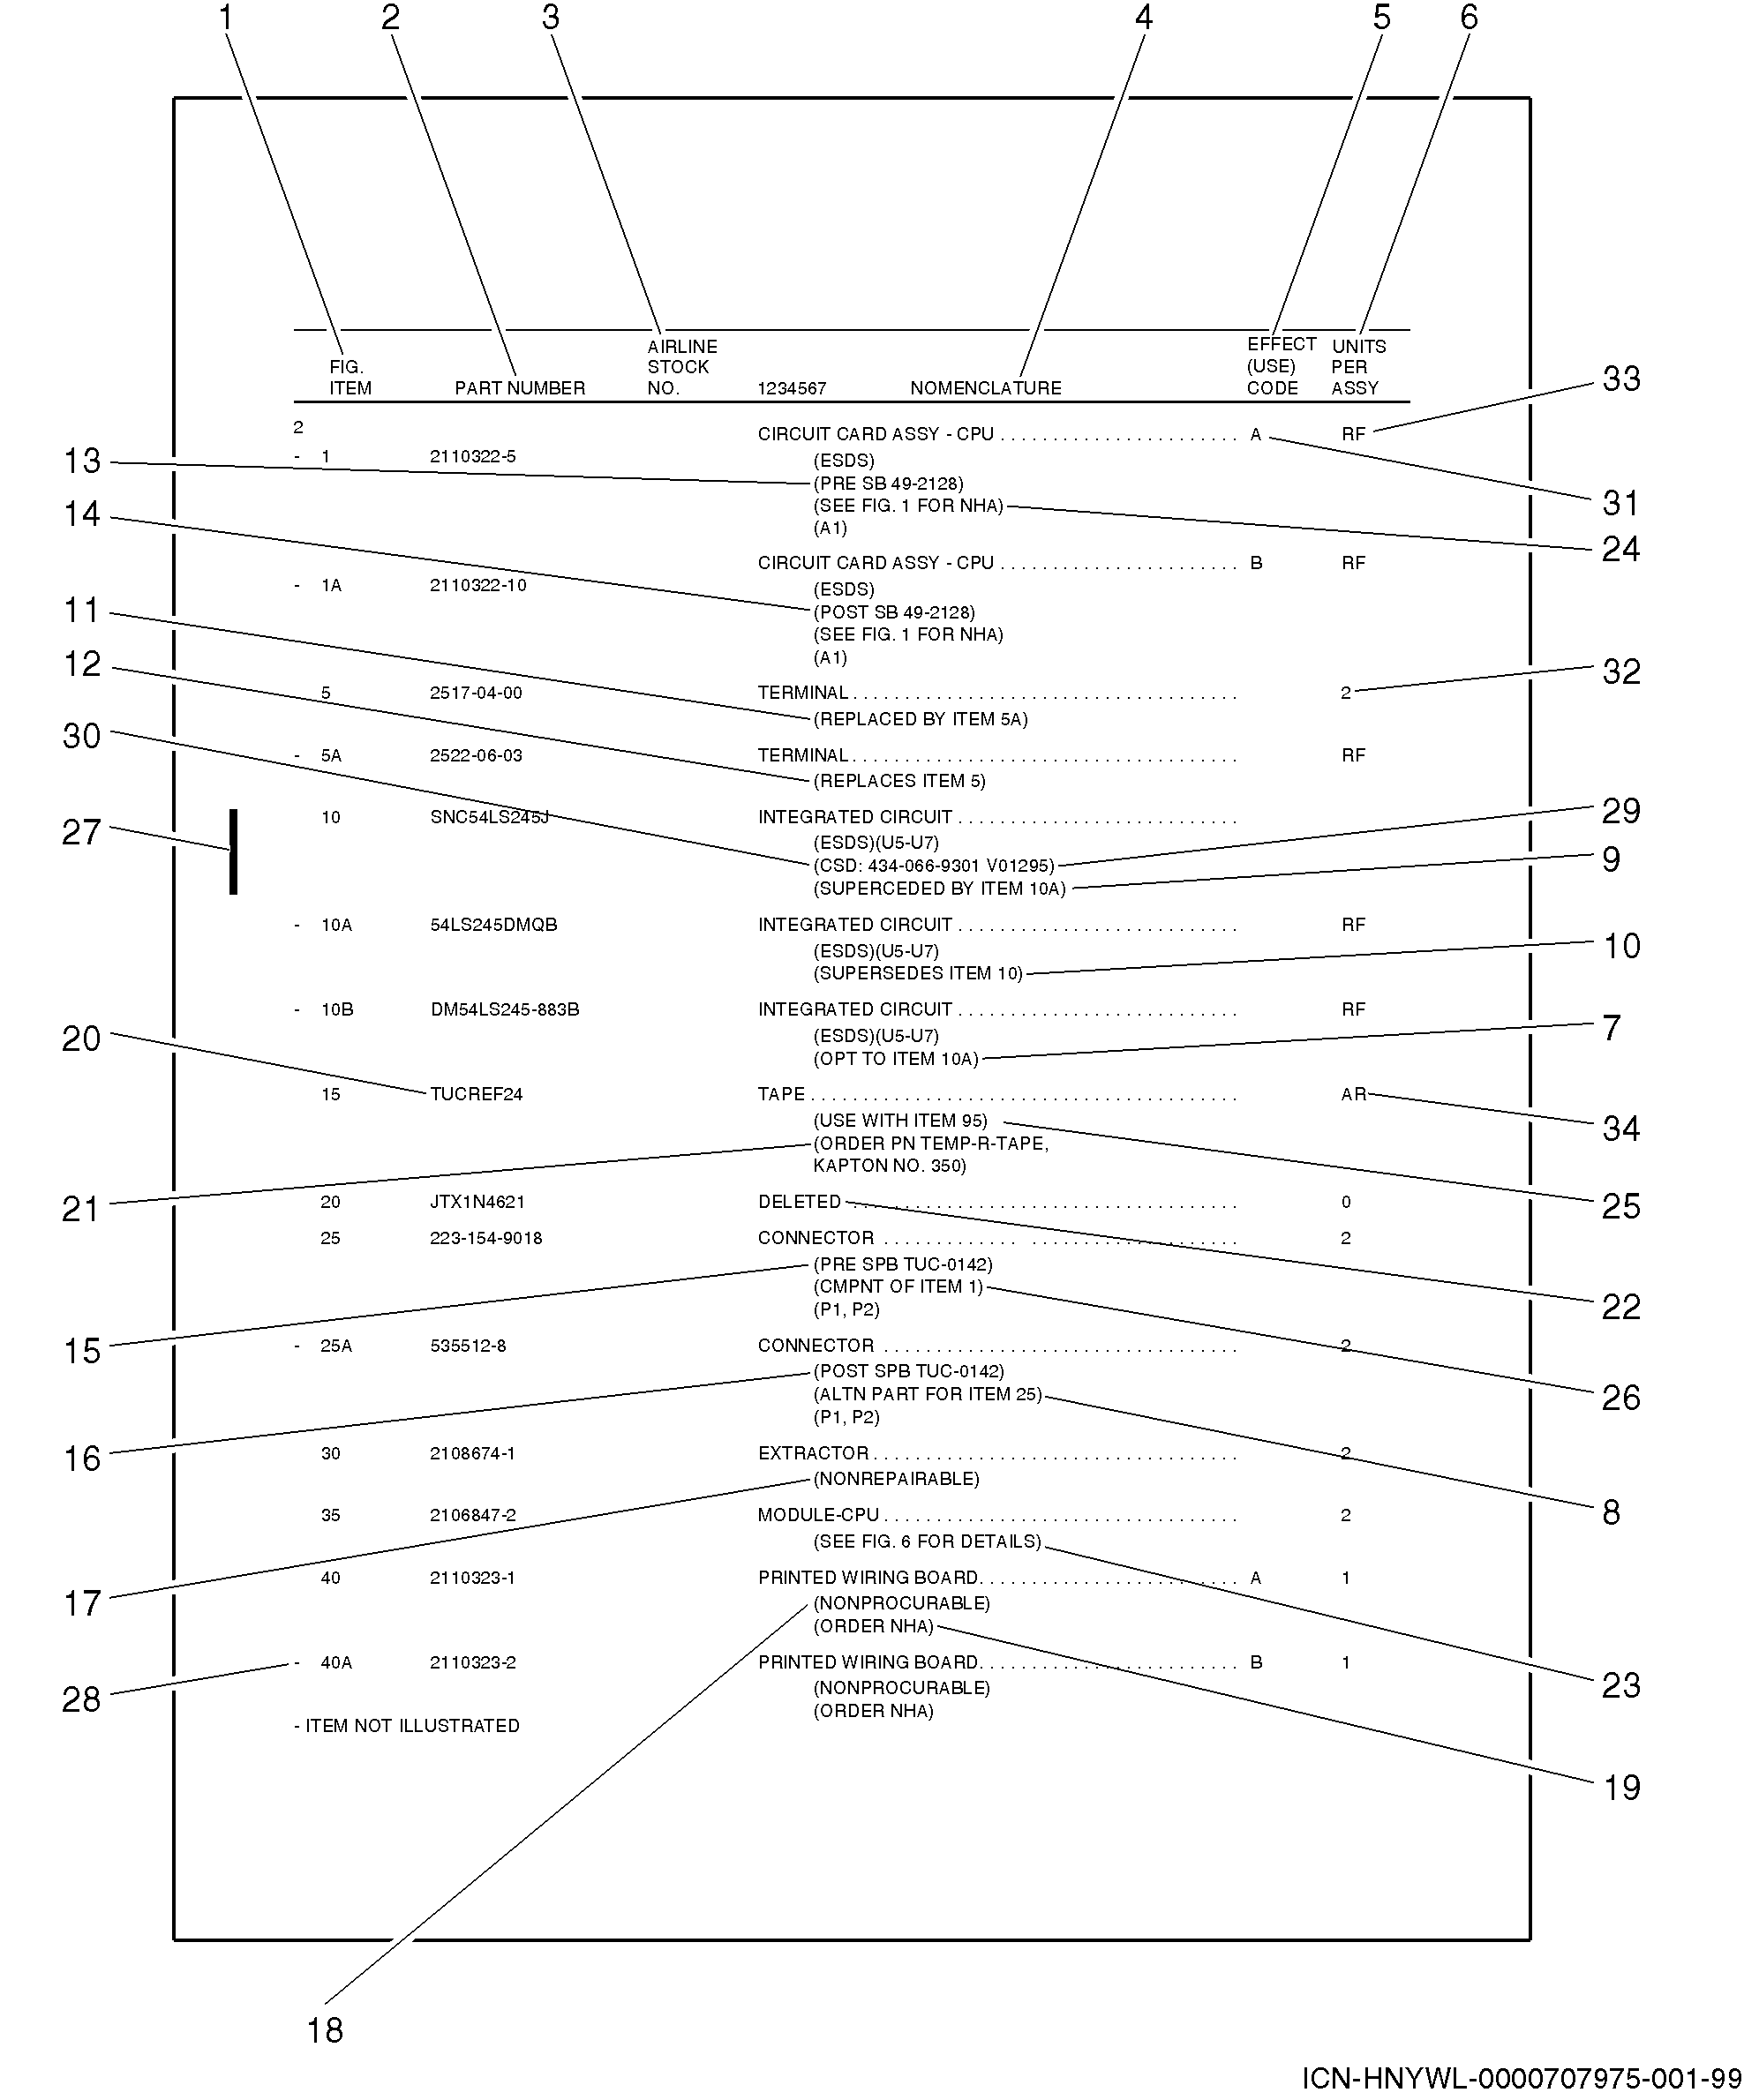 1 2 3 4 5 6
AIRLINE EFFECT UNITS
FIG. STOCK (USE) PER
ITEM PART NUMBER NO. 1234567 NOMENCLATURE CODE ASSY
33
2
CIRCUIT CARD ASSY - CPU . . . . . . . . . . . . . . . . . . . . . . . A RF
13 - 1 2110322-5 (ESDS)
(PRE SB 49-2128)
31
14 (SEE FIG. 1 FOR NHA)
(A1)
24
CIRCUIT CARD ASSY - CPU . . . . . . . . . . . . . . . . . . . . . . . B RF
- 1A 2110322-10 (ESDS)
11 (POST SB 49-2128)
(SEE FIG. 1 FOR NHA)
12 (A1)
32
5 2517-04-00 TERMINAL . . . . . . . . . . . . . . . . . . . . . . . . . . . . . . . . . . . . . 2
(REPLACED BY ITEM 5A)
30
- 5A 2522-06-03 TERMINAL . . . . . . . . . . . . . . . . . . . . . . . . . . . . . . . . . . . . . RF
(REPLACES ITEM 5)
29
10 SNC54LS245J INTEGRATED CIRCUIT . . . . . . . . . . . . . . . . . . . . . . . . . . .
27 (ESDS)(U5-U7)
(CSD: 434-066-9301 V01295)
9
(SUPERCEDED BY ITEM 10A)
- 10A 54LS245DMQB INTEGRATED CIRCUIT . . . . . . . . . . . . . . . . . . . . . . . . . . . RF
10
(ESDS)(U5-U7)
(SUPERSEDES ITEM 10)
- 10B DM54LS245-883B INTEGRATED CIRCUIT . . . . . . . . . . . . . . . . . . . . . . . . . . . RF
7
20 (ESDS)(U5-U7)
(OPT TO ITEM 10A)
15 TUCREF24 TAPE . . . . . . . . . . . . . . . . . . . . . . . . . . . . . . . . . . . . . . . . . AR
(USE WITH ITEM 95)
34
(ORDER PN TEMP-R-TAPE,
KAPTON NO. 350)
21 20 JTX1N4621 DELETED . . . . . . . . . . . . . . . . . . . . . . . . . . . . . . . . . . . . . 0
25
25 223-154-9018 CONNECTOR . . . . . . . . . . . . . . . . . . . . . . . . . . . . . . . . . 2
(PRE SPB TUC-0142)
(CMPNT OF ITEM 1)
22
(P1, P2)
15 - 25A 535512-8 CONNECTOR . . . . . . . . . . . . . . . . . . . . . . . . . . . . . . . . . . 2
(POST SPB TUC-0142)
(ALTN PART FOR ITEM 25)
26
(P1, P2)
16 30 2108674-1 EXTRACTOR . . . . . . . . . . . . . . . . . . . . . . . . . . . . . . . . . . . 2
(NONREPAIRABLE)
8
35 2106847-2 MODULE-CPU . . . . . . . . . . . . . . . . . . . . . . . . . . . . . . . . . . 2
(SEE FIG. 6 FOR DETAILS)
17 40 2110323-1 PRINTED WIRING BOARD . . . . . . . . . . . . . . . . . . . . . . . . . A 1
(NONPROCURABLE)
(ORDER NHA)
28 - 40A 2110323-2 PRINTED WIRING BOARD . . . . . . . . . . . . . . . . . . . . . . . . . B 1
23
(NONPROCURABLE)
(ORDER NHA)
- ITEM NOT ILLUSTRATED
19
18
ICN-HNYWL-0000707975-001-99